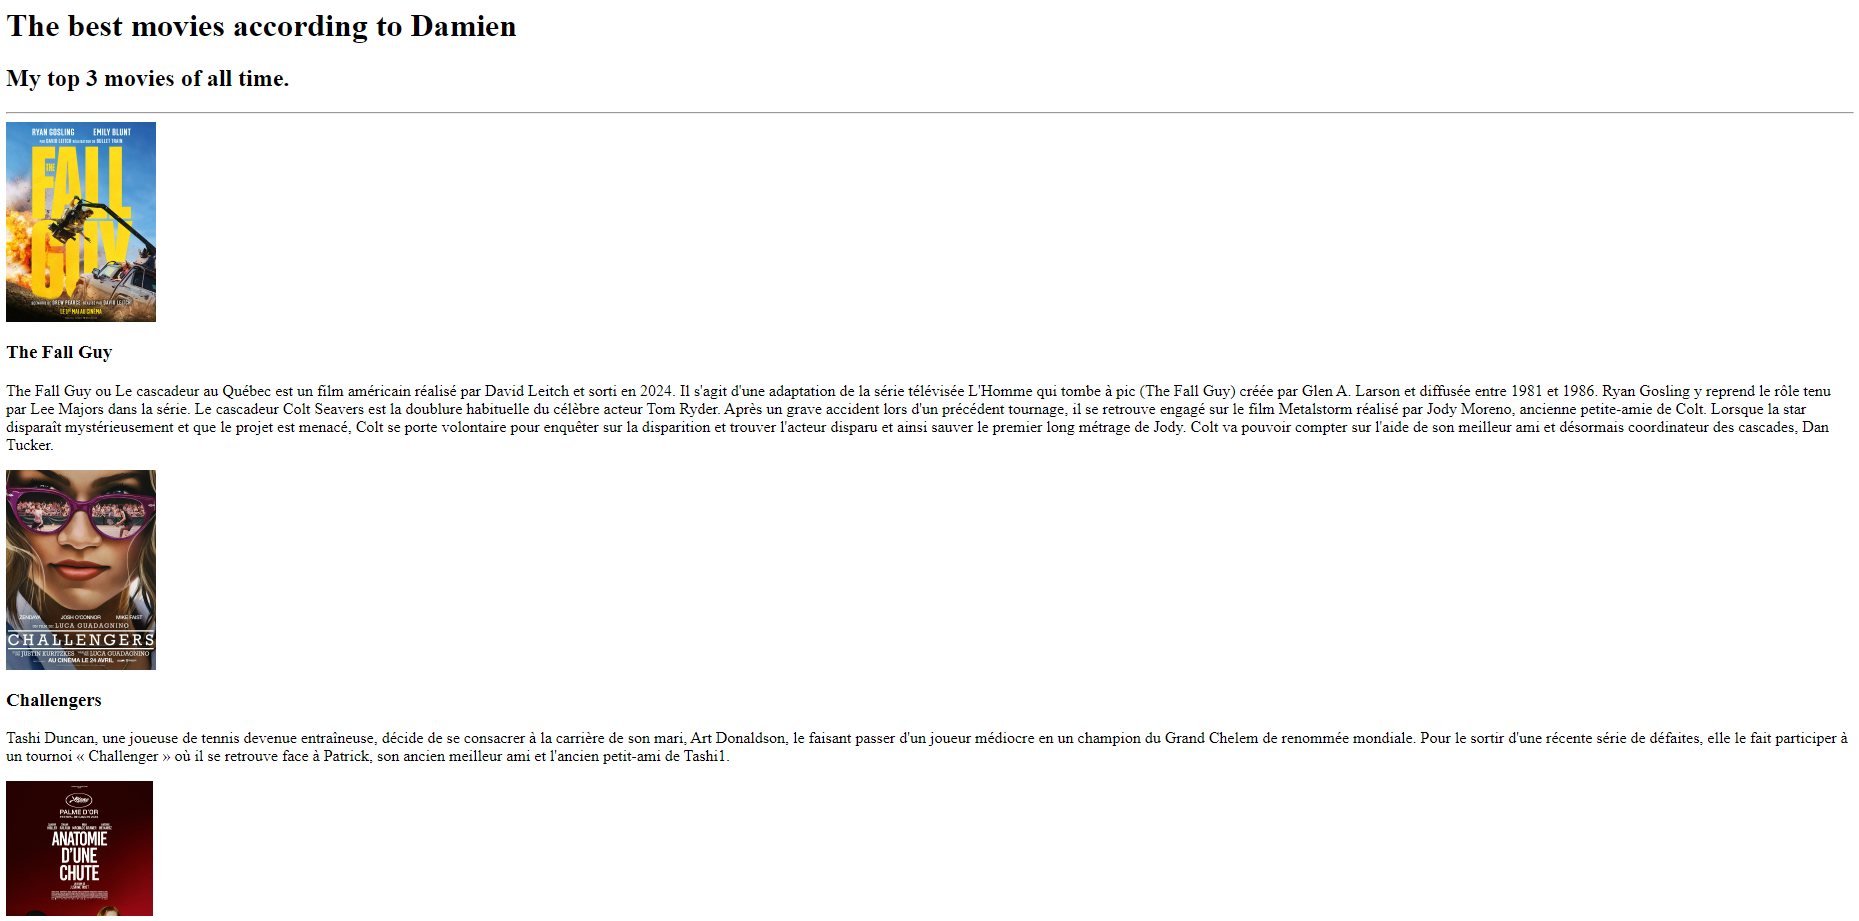 The best movies according to Damien
My top 3 movies of all time.
RYAN GOSLING EMILY BLUNT
THE
FALL
GUY
LE 1er MAI AU CINÉMA
The Fall Guy
The Fall Guy ou Le cascadeur au Québec est un film américain réalisé par David Leitch et sorti en 2024. Il s'agit d'une adaptation de la série télévisée L'Homme qui tombe à pic (The Fall Guy) créée par Glen A. Larson et diffusée entre 1981 et 1986. Ryan Gosling y reprend le rôle tenu
par Lee Majors dans la série. Le cascadeur Colt Seavers est la doublure habituelle du célèbre acteur Tom Ryder. Après un grave accident lors d'un précédent tournage, il se retrouve engagé sur le film Metalstorm réalisé par Jody Moreno, ancienne petite-amie de Colt. Lorsque la star
disparaît mystérieusement et que le projet est menacé, Colt se porte volontaire pour enquêter sur la disparition et trouver l'acteur disparu et ainsi sauver le premier long métrage de Jody. Colt va pouvoir compter sur l'aide de son meilleur ami et désormais coordinateur des cascades, Dan
Tucker.
ZENDAYA JOSH O'CONNOR MIKE FAIST
UN FILM DE LUCA GUADAGNINO
CHALLENGERS
JUSTIN KURITZKES LUCA GUADAGNINO
AU CINÉMA LE 24 AVRIL
Challengers
Tashi Duncan, une joueuse de tennis devenue entraîneuse, décide de se consacrer à la carrière de son mari, Art Donaldson, le faisant passer d'un joueur médiocre en un champion du Grand Chelem de renommée mondiale. Pour le sortir d'une récente série de défaites, elle le fait participer à
un tournoi « Challenger » où il se retrouve face à Patrick, son ancien meilleur ami et l'ancien petit-ami de Tashi1.
PALME D'OR
ANATOMIE
D'UNE
CHUTE